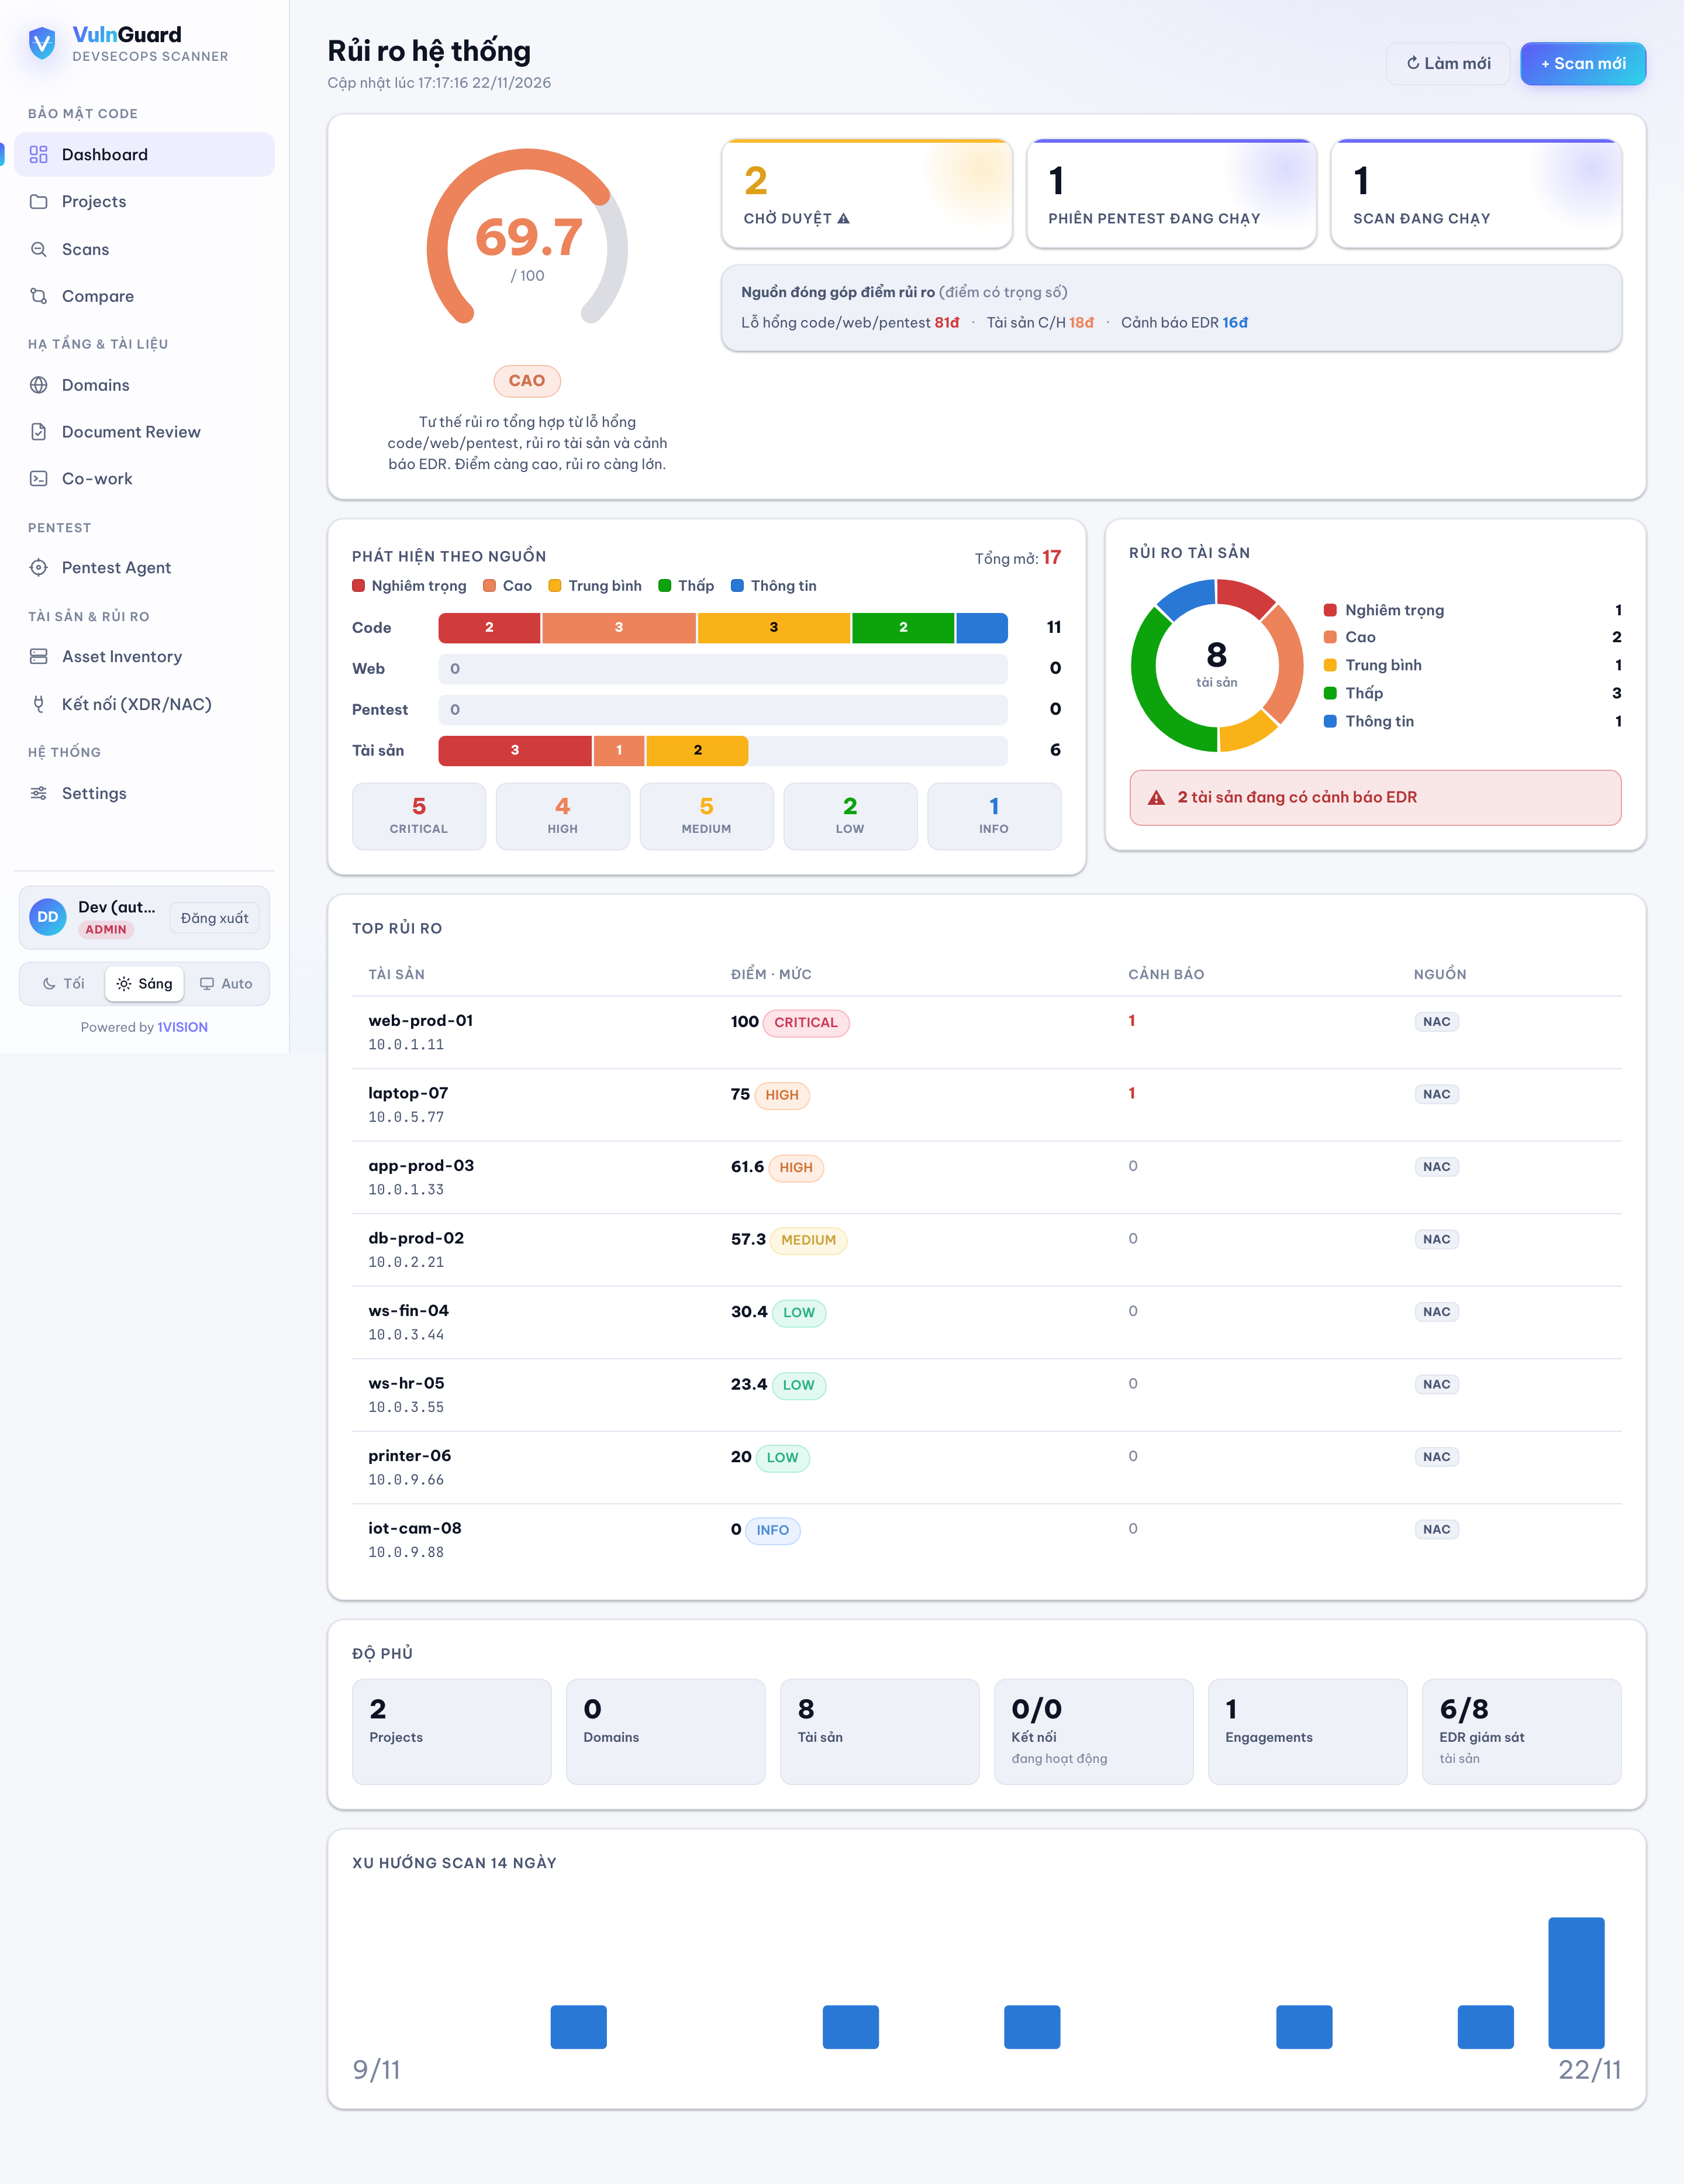 VulnGuard
DEVSECOPS SCANNER
BẢO MẬT CODE
Dashboard
Projects
Scans
Compare
HẠ TẦNG & TÀI LIỆU
Domains
Document Review
Co-work
PENTEST
Pentest Agent
TÀI SẢN & RỦI RO
Asset Inventory
Kết nối (XDR/NAC)
HỆ THỐNG
Settings
DD
Dev (aut...
ADMIN
Đăng xuất
Tối
Sáng
Auto
Powered by 1VISION
Rủi ro hệ thống
Cập nhật lúc 17:17:16 22/11/2026
↻ Làm mới
+ Scan mới
69.7
/ 100
CAO
Tư thế rủi ro tổng hợp từ lỗ hổng
code/web/pentest, rủi ro tài sản và cảnh
báo EDR. Điểm càng cao, rủi ro càng lớn.
2
CHỜ DUYỆT ⚠
1
PHIÊN PENTEST ĐANG CHẠY
1
SCAN ĐANG CHẠY
Nguồn đóng góp điểm rủi ro (điểm có trọng số)
Lỗ hổng code/web/pentest 81đ · Tài sản C/H 18đ · Cảnh báo EDR 16đ
PHÁT HIỆN THEO NGUỒN
Tổng mở: 17
Nghiêm trọng Cao Trung bình Thấp Thông tin
Code 2 3 3 2 11
Web 0 0
Pentest 0 0
Tài sản 3 1 2 6
5
CRITICAL
4
HIGH
5
MEDIUM
2
LOW
1
INFO
RỦI RO TÀI SẢN
8
tài sản
Nghiêm trọng 1
Cao 2
Trung bình 1
Thấp 3
Thông tin 1
2 tài sản đang có cảnh báo EDR
TOP RỦI RO
TÀI SẢN ĐIỂM · MỨC CẢNH BÁO NGUỒN
web-prod-01 100 CRITICAL 1 NAC
10.0.1.11
laptop-07 75 HIGH 1 NAC
10.0.5.77
app-prod-03 61.6 HIGH 0 NAC
10.0.1.33
db-prod-02 57.3 MEDIUM 0 NAC
10.0.2.21
ws-fin-04 30.4 LOW 0 NAC
10.0.3.44
ws-hr-05 23.4 LOW 0 NAC
10.0.3.55
printer-06 20 LOW 0 NAC
10.0.9.66
iot-cam-08 0 INFO 0 NAC
10.0.9.88
ĐỘ PHỦ
2
Projects
0
Domains
8
Tài sản
0/0
Kết nối
đang hoạt động
1
Engagements
6/8
EDR giám sát
tài sản
XU HƯỚNG SCAN 14 NGÀY
9/11
22/11